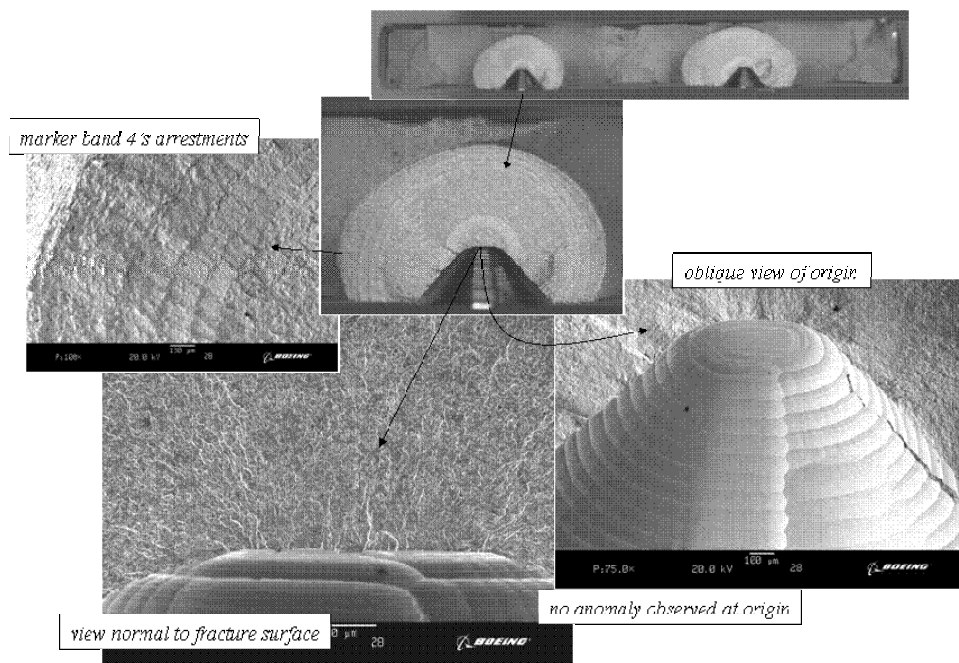 marker band 4's arrestments
oblique view of origin
P:100x 20.0 kV 28 BOEING
P:75.0x 20.0 kV 100 µm 28 BOEING
no anomaly observed at origin
view normal to fracture surface
28 BOEING